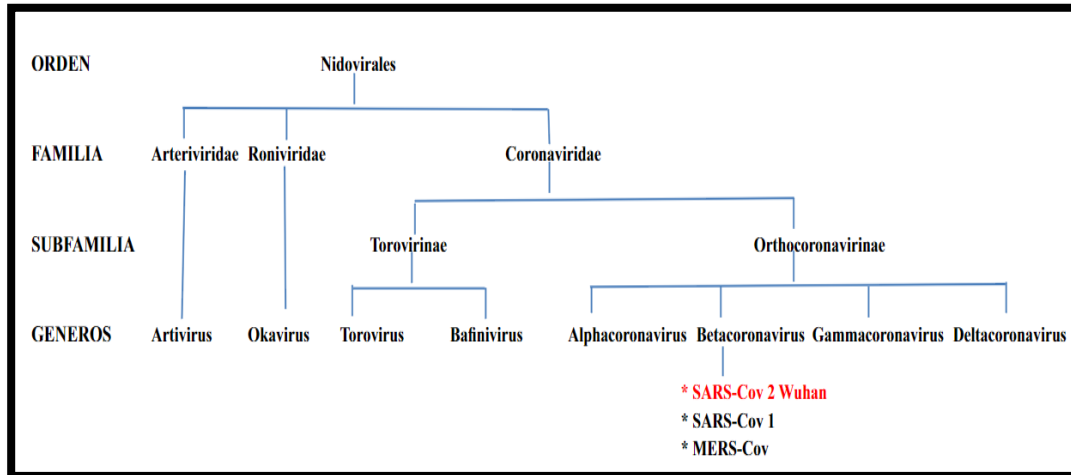 ORDEN Nidovirales
FAMILIA Arteriviridae Roniviridae Coronaviridae
SUBFAMILIA Torovirinae Orthocoronavirinae
GENEROS Artivirus Okavirus Torovirus Bafinivirus Alphacoronavirus Betacoronavirus Gammacoronavirus Deltacoronavirus
* SARS-Cov 2 Wuhan
* SARS-Cov 1
* MERS-Cov